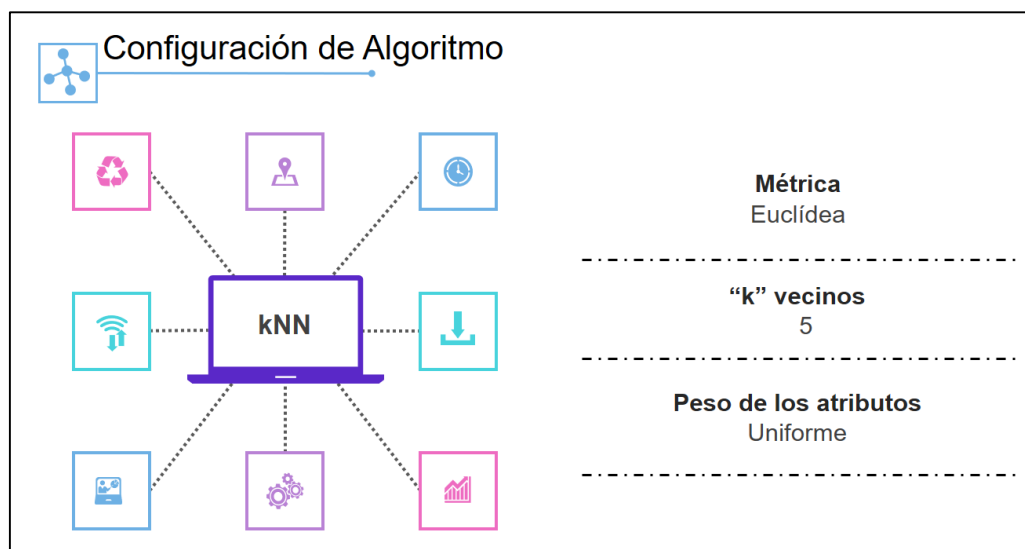 Configuración de Algoritmo
kNN
Métrica
Euclídea
“k” vecinos
5
Peso de los atributos
Uniforme